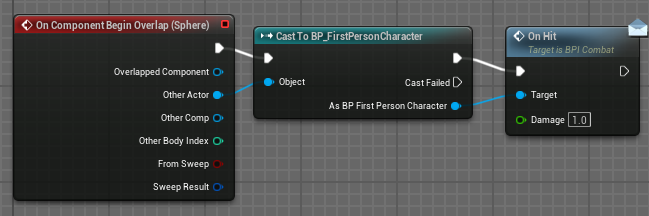 On Component Begin Overlap (Sphere)
Overlapped Component
Other Actor
Other Comp
Other Body Index
From Sweep
Sweep Result
Cast To BP_FirstPersonCharacter
Object
Cast Failed
As BP First Person Character
On Hit
Target is BPI Combat
Target
Damage 1.0